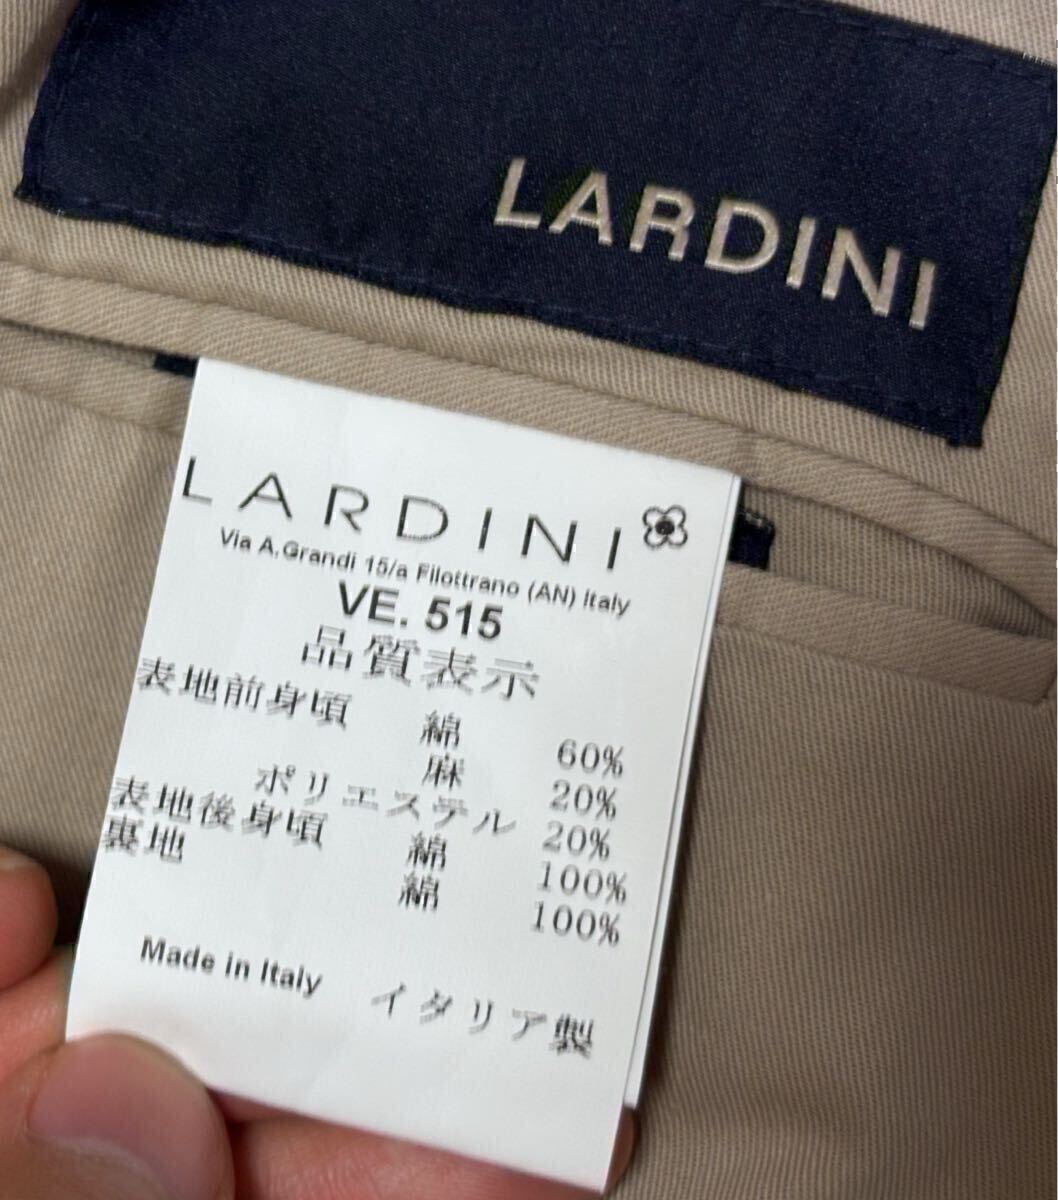 LARDINI
LARDINI
Via A.Grandi 15/a Filottrano (AN) Italy
VE. 515
品質表示
表地前身頃 綿 60%
麻 20%
ポリエステル 20%
表地後身頃 綿 100%
裏地 綿 100%
Made in Italy イタリア製